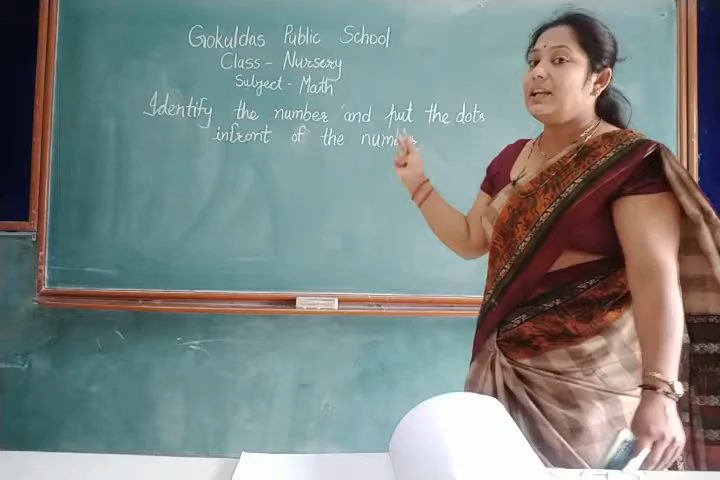 Gokuldas Public School
Class - Nursery
Subject - Math
Identify the number and put the dots
infront of the number